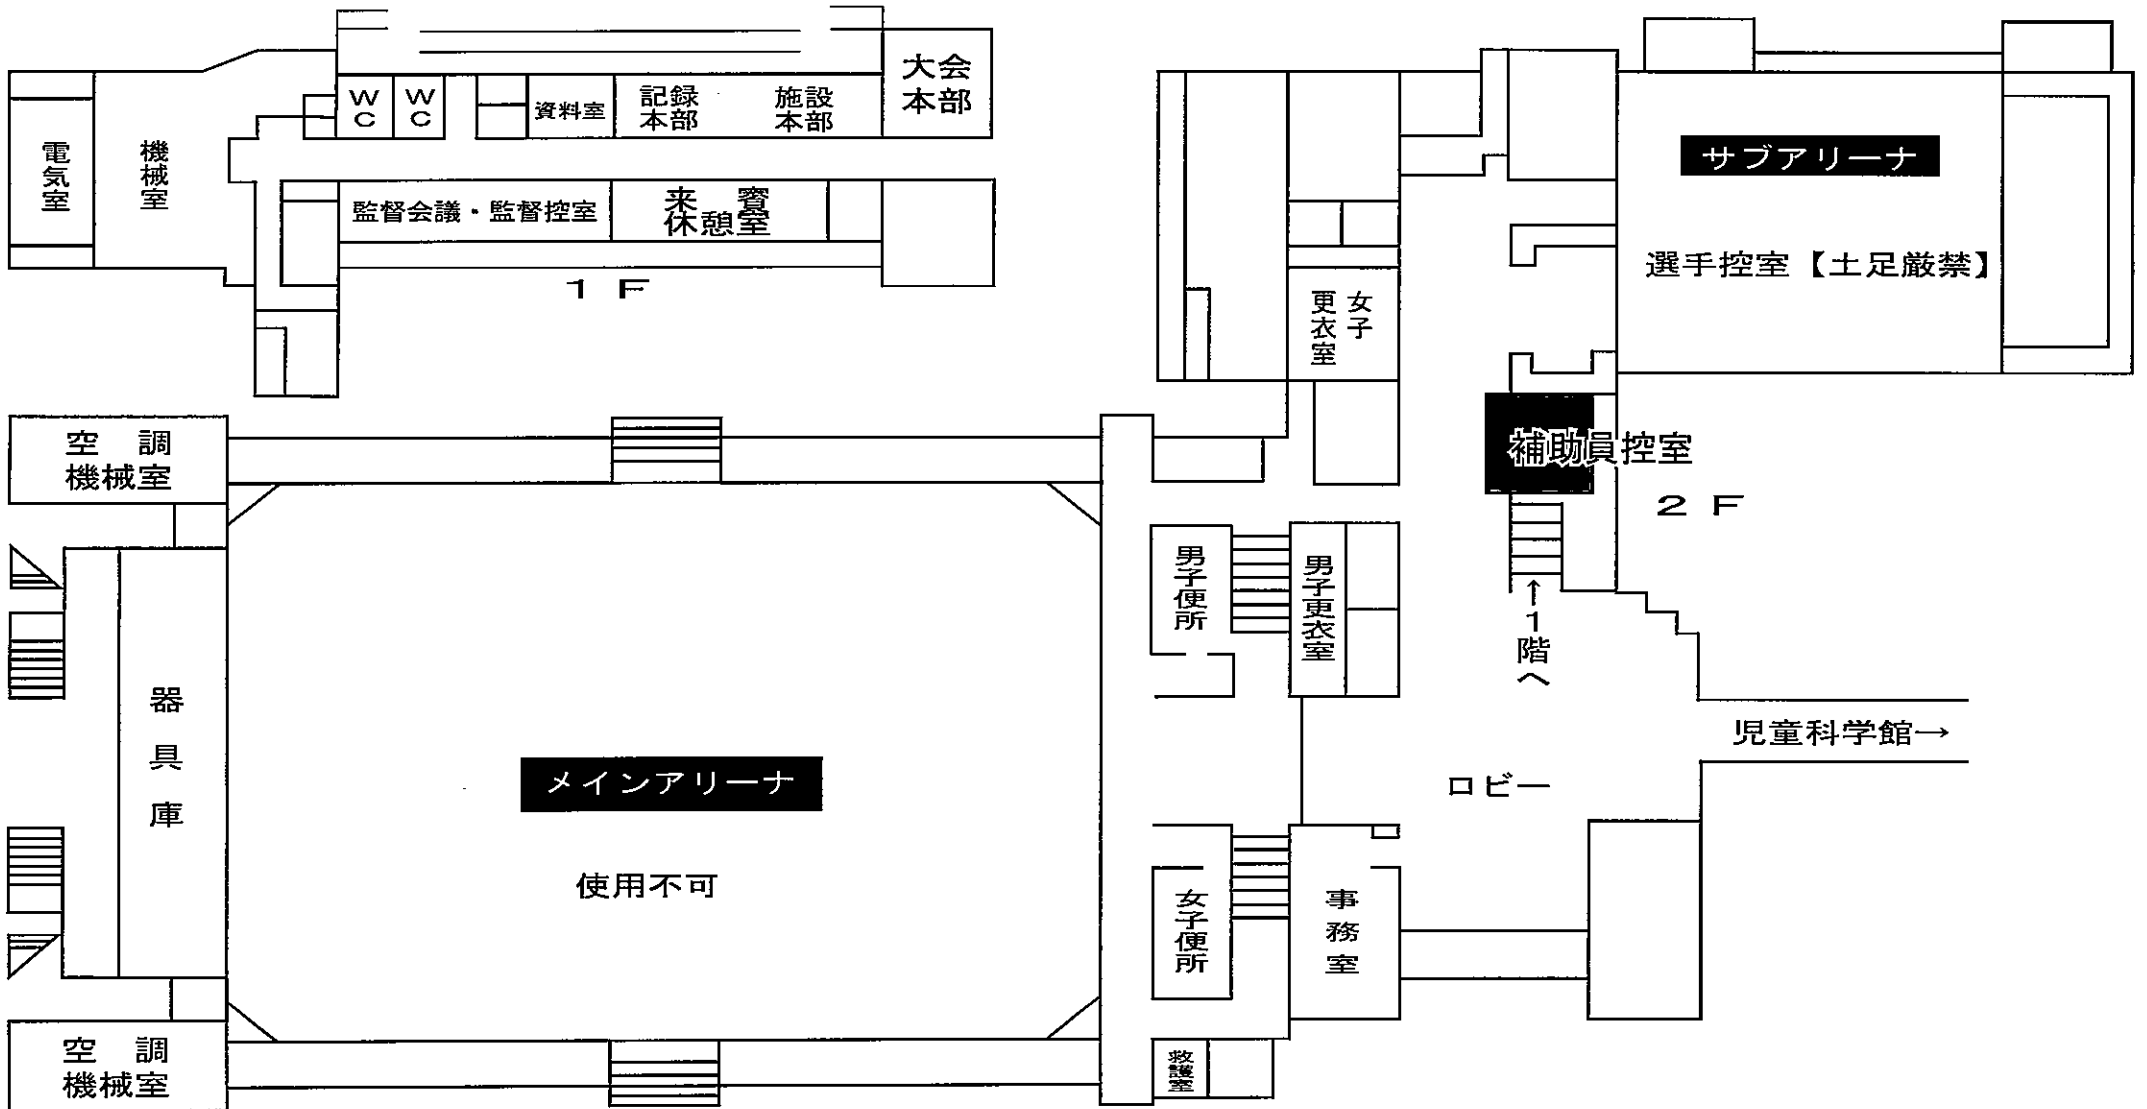 大会
本部
WC
WC
資料室
記録
本部
施設
本部
電気室
機械室
監督会議・監督控室
来賓
休憩室
1F
サブアリーナ
選手控室【土足厳禁】
女子
更衣室
補助員控室
2F
空調
機械室
男子便所
男子更衣室
↑1階へ
器具庫
メインアリーナ
使用不可
児童科学館→
ロビー
女子便所
事務室
空調
機械室
救護室